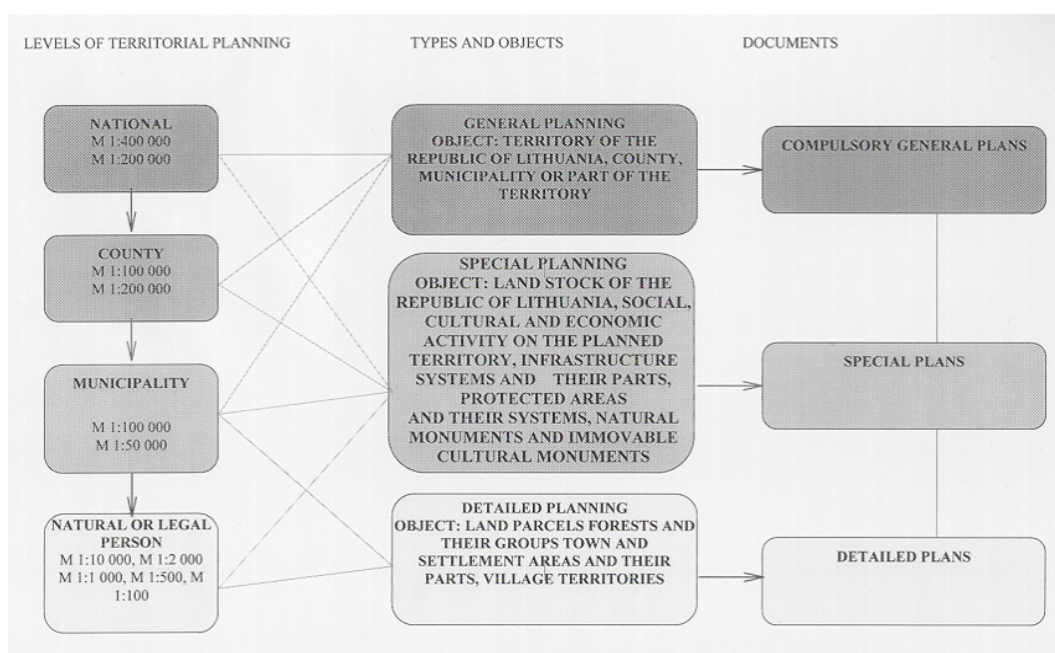 LEVELS OF TERRITORIAL PLANNING
TYPES AND OBJECTS
DOCUMENTS
NATIONAL
M 1:400 000
M 1:200 000
COUNTY
M 1:100 000
M 1:200 000
MUNICIPALITY
M 1:100 000
M 1:50 000
NATURAL OR LEGAL
PERSON
M 1:10 000, M 1:2 000
M 1:1 000, M 1:500, M
1:100
GENERAL PLANNING
OBJECT: TERRITORY OF THE
REPUBLIC OF LITHUANIA, COUNTY,
MUNICIPALITY OR PART OF THE
TERRITORY
SPECIAL PLANNING
OBJECT: LAND STOCK OF THE
REPUBLIC OF LITHUANIA, SOCIAL,
CULTURAL AND ECONOMIC
ACTIVITY ON THE PLANNED
TERRITORY, INFRASTRUCTURE
SYSTEMS AND THEIR PARTS,
PROTECTED AREAS
AND THEIR SYSTEMS, NATURAL
MONUMENTS AND IMMOVABLE
CULTURAL MONUMENTS
DETAILED PLANNING
OBJECT: LAND PARCELS FORESTS AND
THEIR GROUPS TOWN AND
SETTLEMENT AREAS AND THEIR
PARTS, VILLAGE TERRITORIES
COMPULSORY GENERAL PLANS
SPECIAL PLANS
DETAILED PLANS